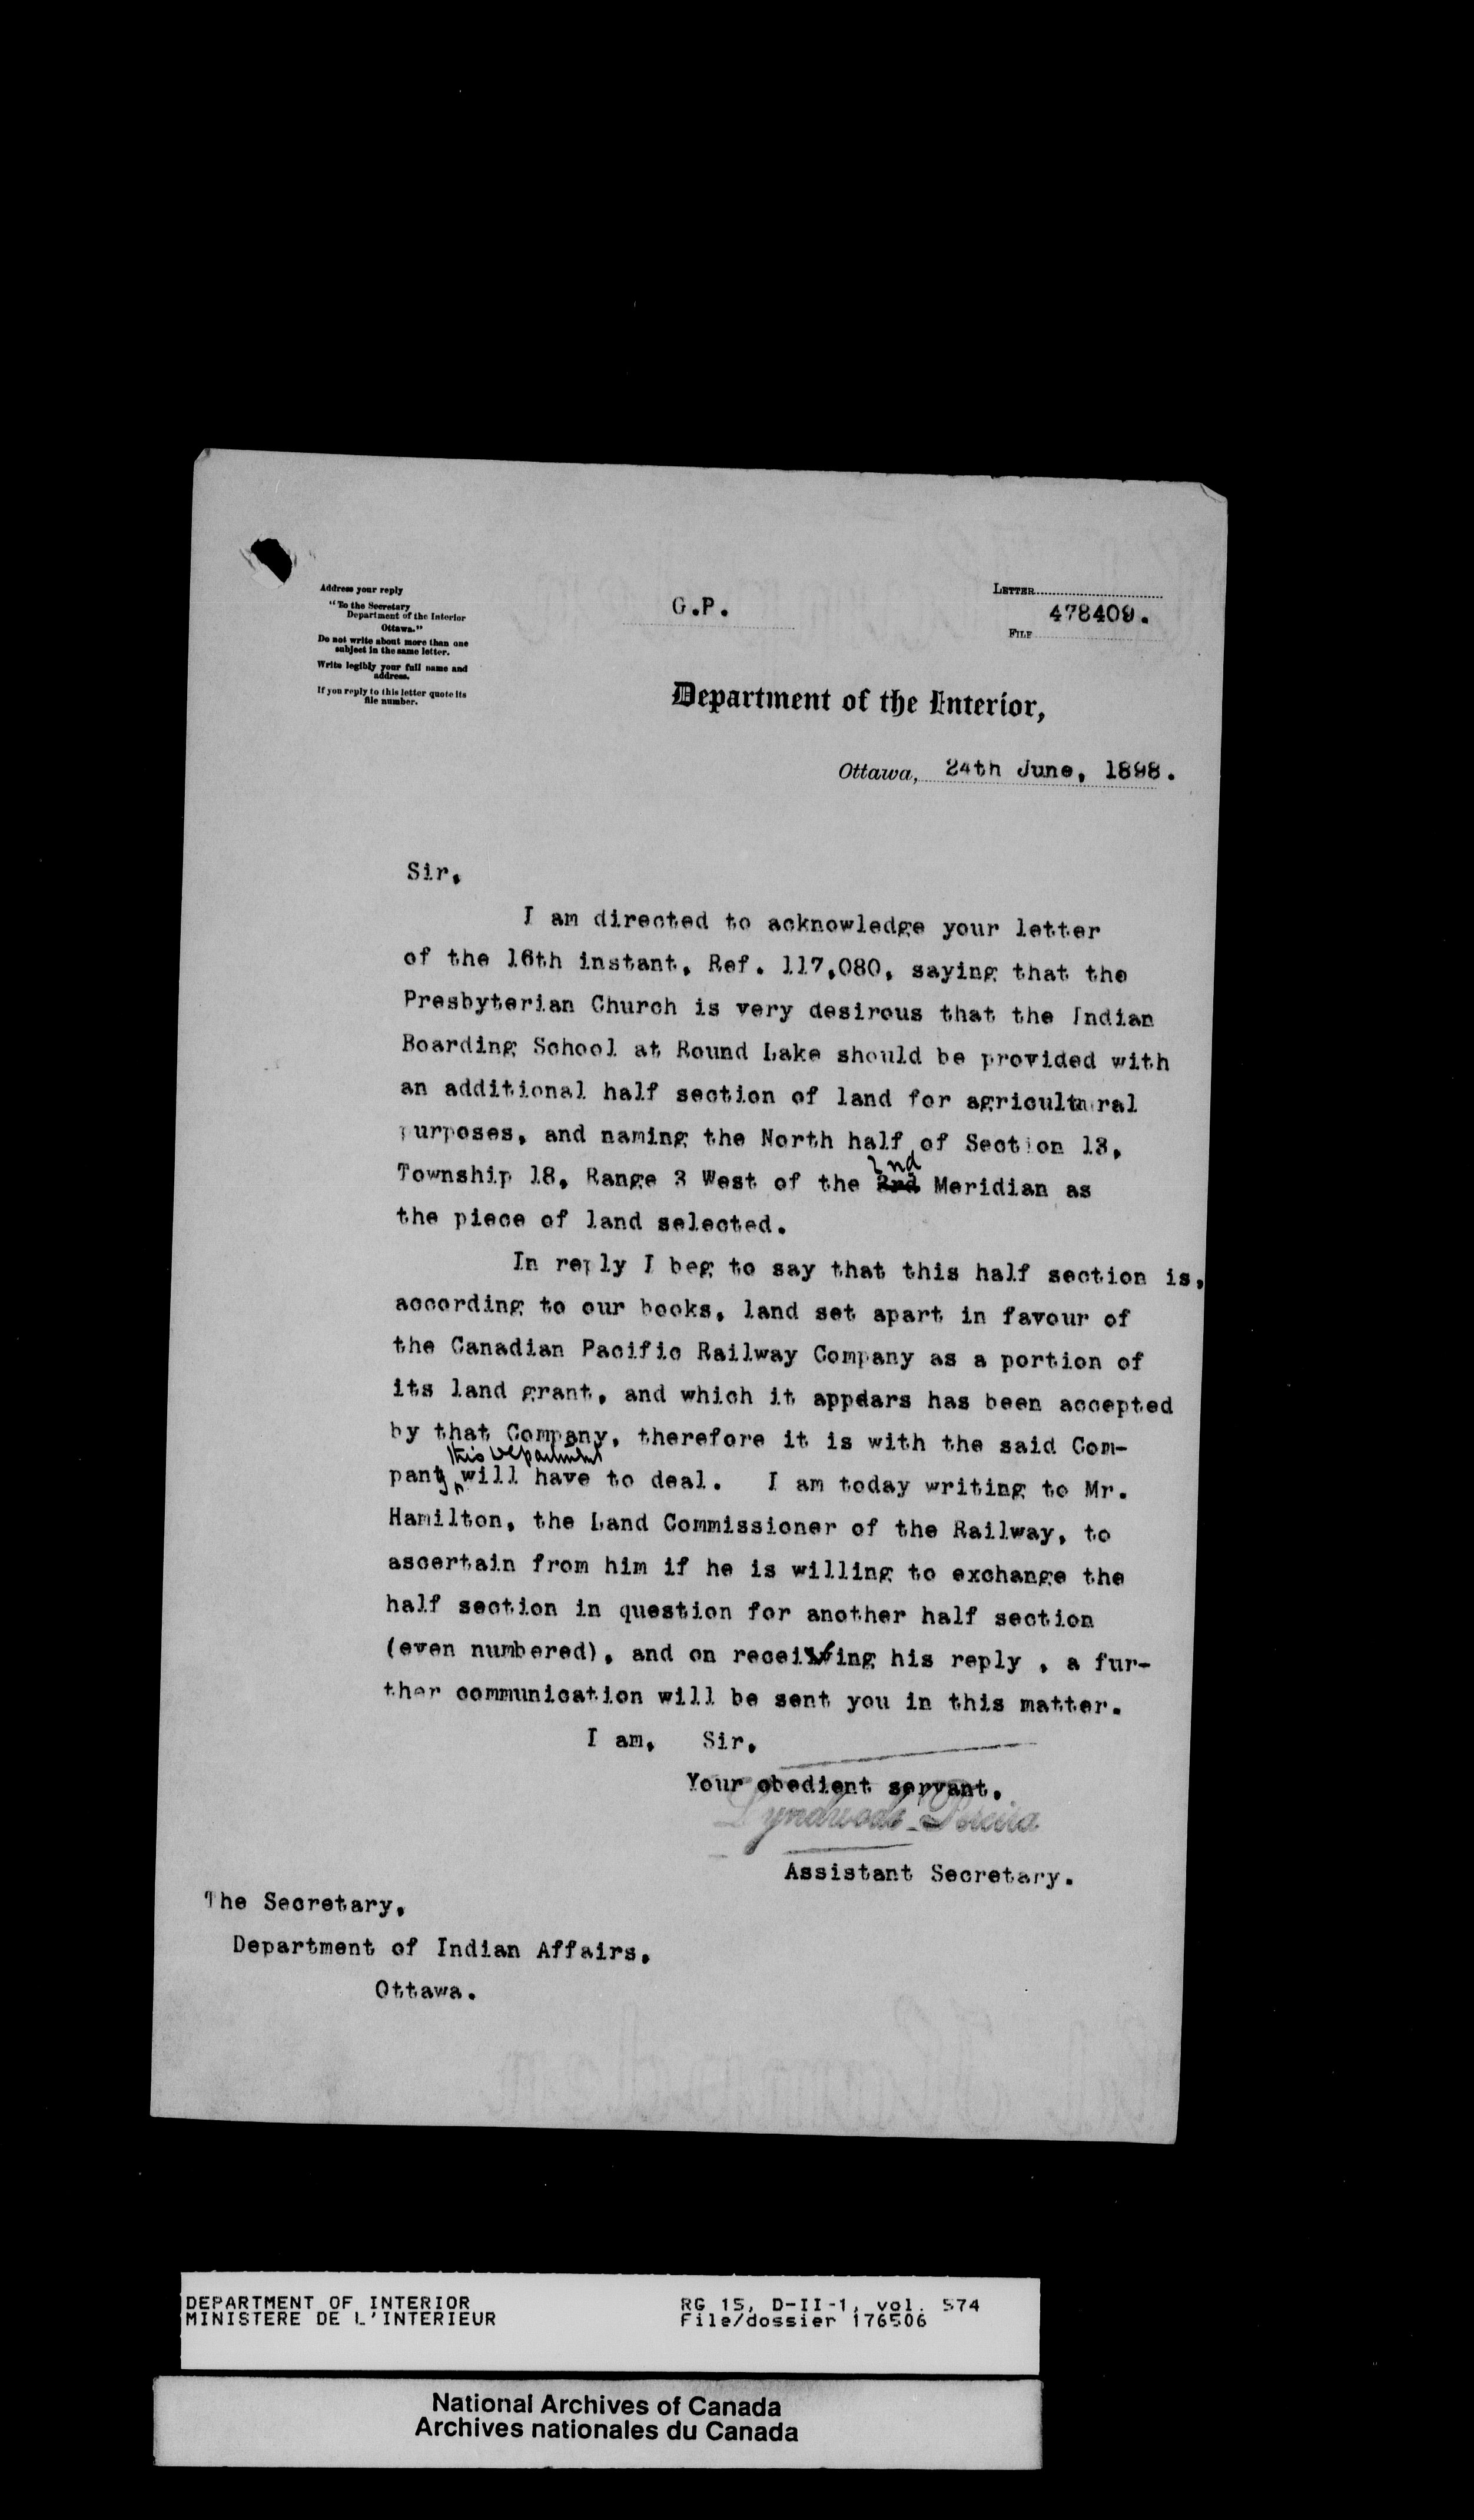 Address your reply
"To the Secretary
Department of the Interior
Ottawa."
Do not write about more than one
subject in the same letter.
Write legibly your full name and
address.
If you reply to this letter quote its
file number.
G.P.
LETTER
478409.
FILE
Department of the Interior,
Ottawa, 24th June, 1898.
Sir,
I am directed to acknowledge your letter
of the 16th instant, Ref. 117,080, saying that the
Presbyterian Church is very desirous that the Indian
Boarding School at Round Lake should be provided with
an additional half section of land for agricultural
purposes, and naming the North half of Section 13,
2nd
Township 18, Range 3 West of the 3rd Meridian as
the piece of land selected.
In reply I beg to say that this half section is,
according to our books, land set apart in favour of
the Canadian Pacific Railway Company as a portion of
its land grant, and which it appears has been accepted
by that Company, therefore it is with the said Com-
this Department
pany will have to deal. I am today writing to Mr.
Hamilton, the Land Commissioner of the Railway, to
ascertain from him if he is willing to exchange the
half section in question for another half section
(even numbered), and on receiving his reply , a fur-
ther communication will be sent you in this matter.
I am, Sir,
Your obedient servant,
Lyndwode Pereira
Assistant Secretary.
The Secretary,
Department of Indian Affairs,
Ottawa.
DEPARTMENT OF INTERIOR
MINISTERE DE L'INTERIEUR
RG 15, D-II-1, vol. 574
File/dossier 176506
National Archives of Canada
Archives nationales du Canada